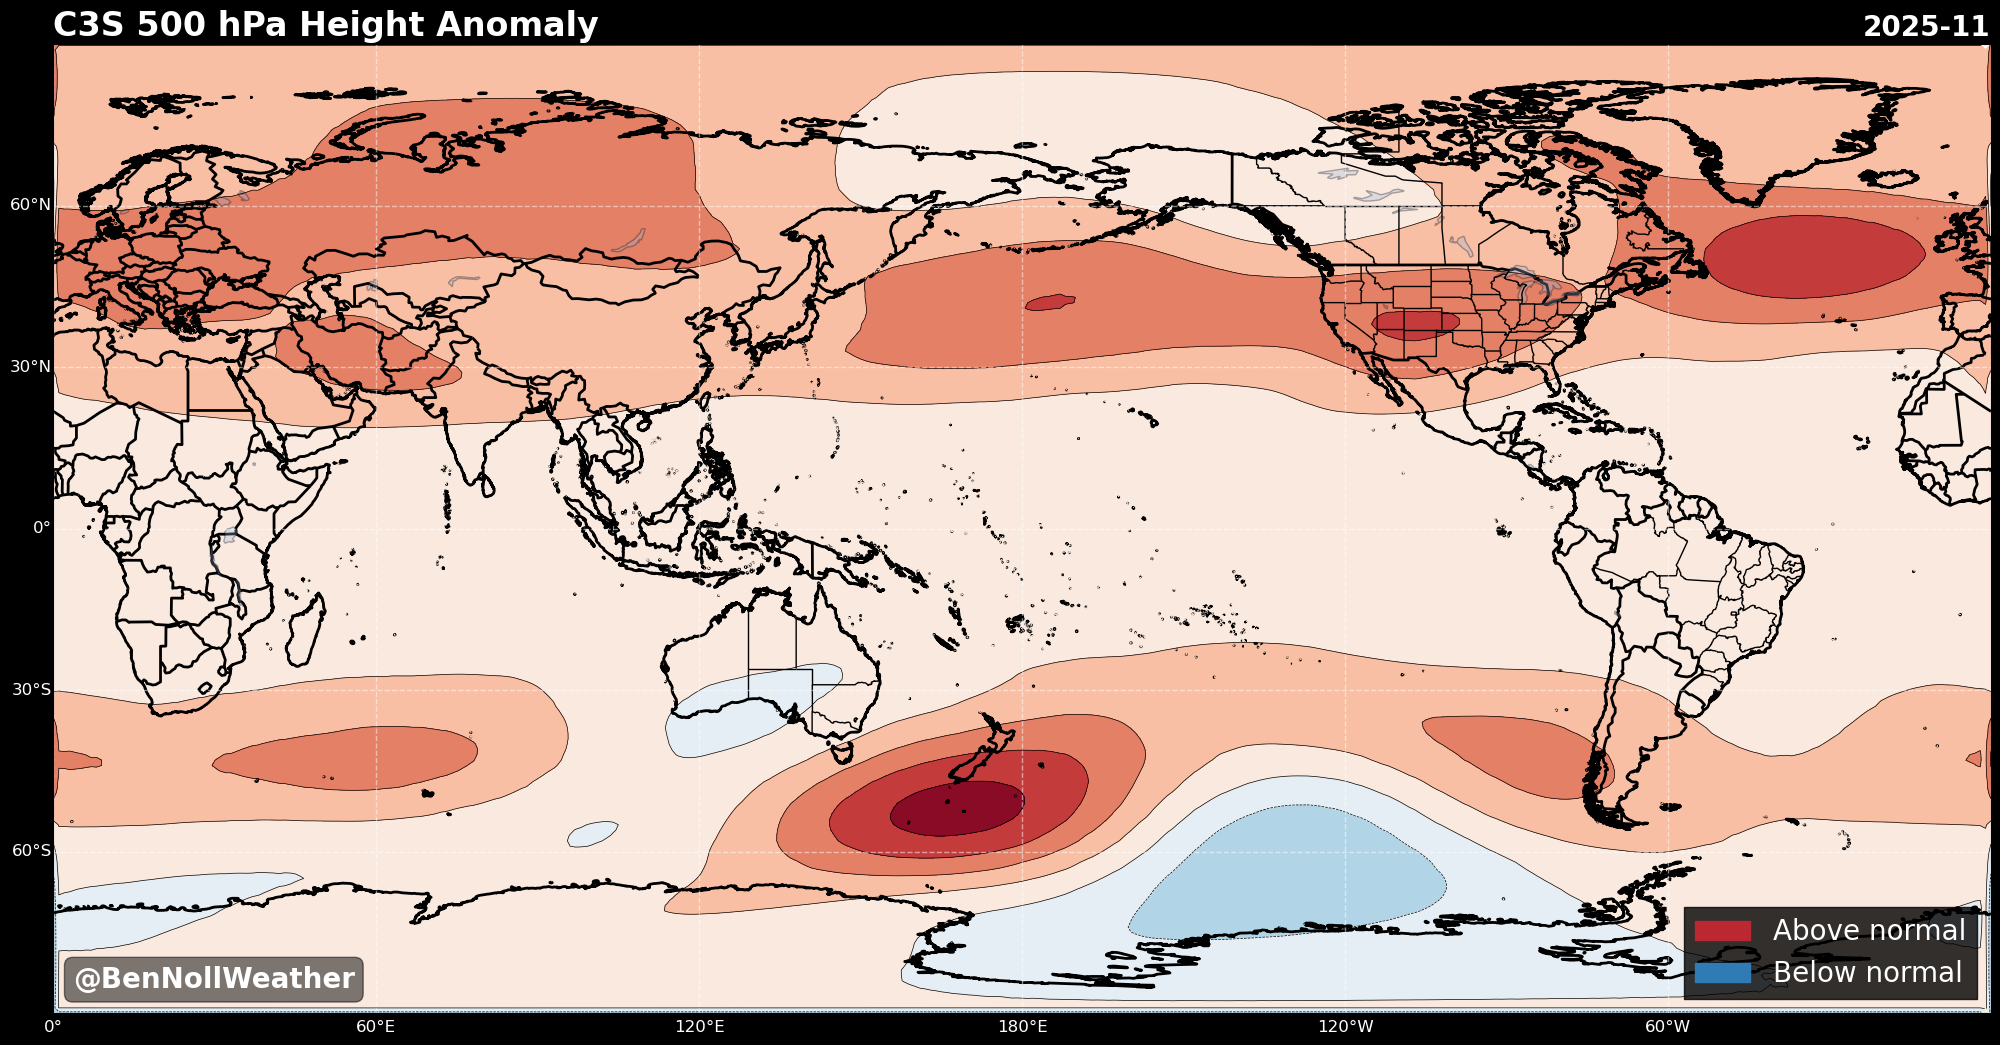 C3S 500 hPa Height Anomaly
2025-11
60°N
30°N
0°
30°S
60°S
@BenNollWeather
Above normal
Below normal
0°
60°E
120°E
180°E
120°W
60°W